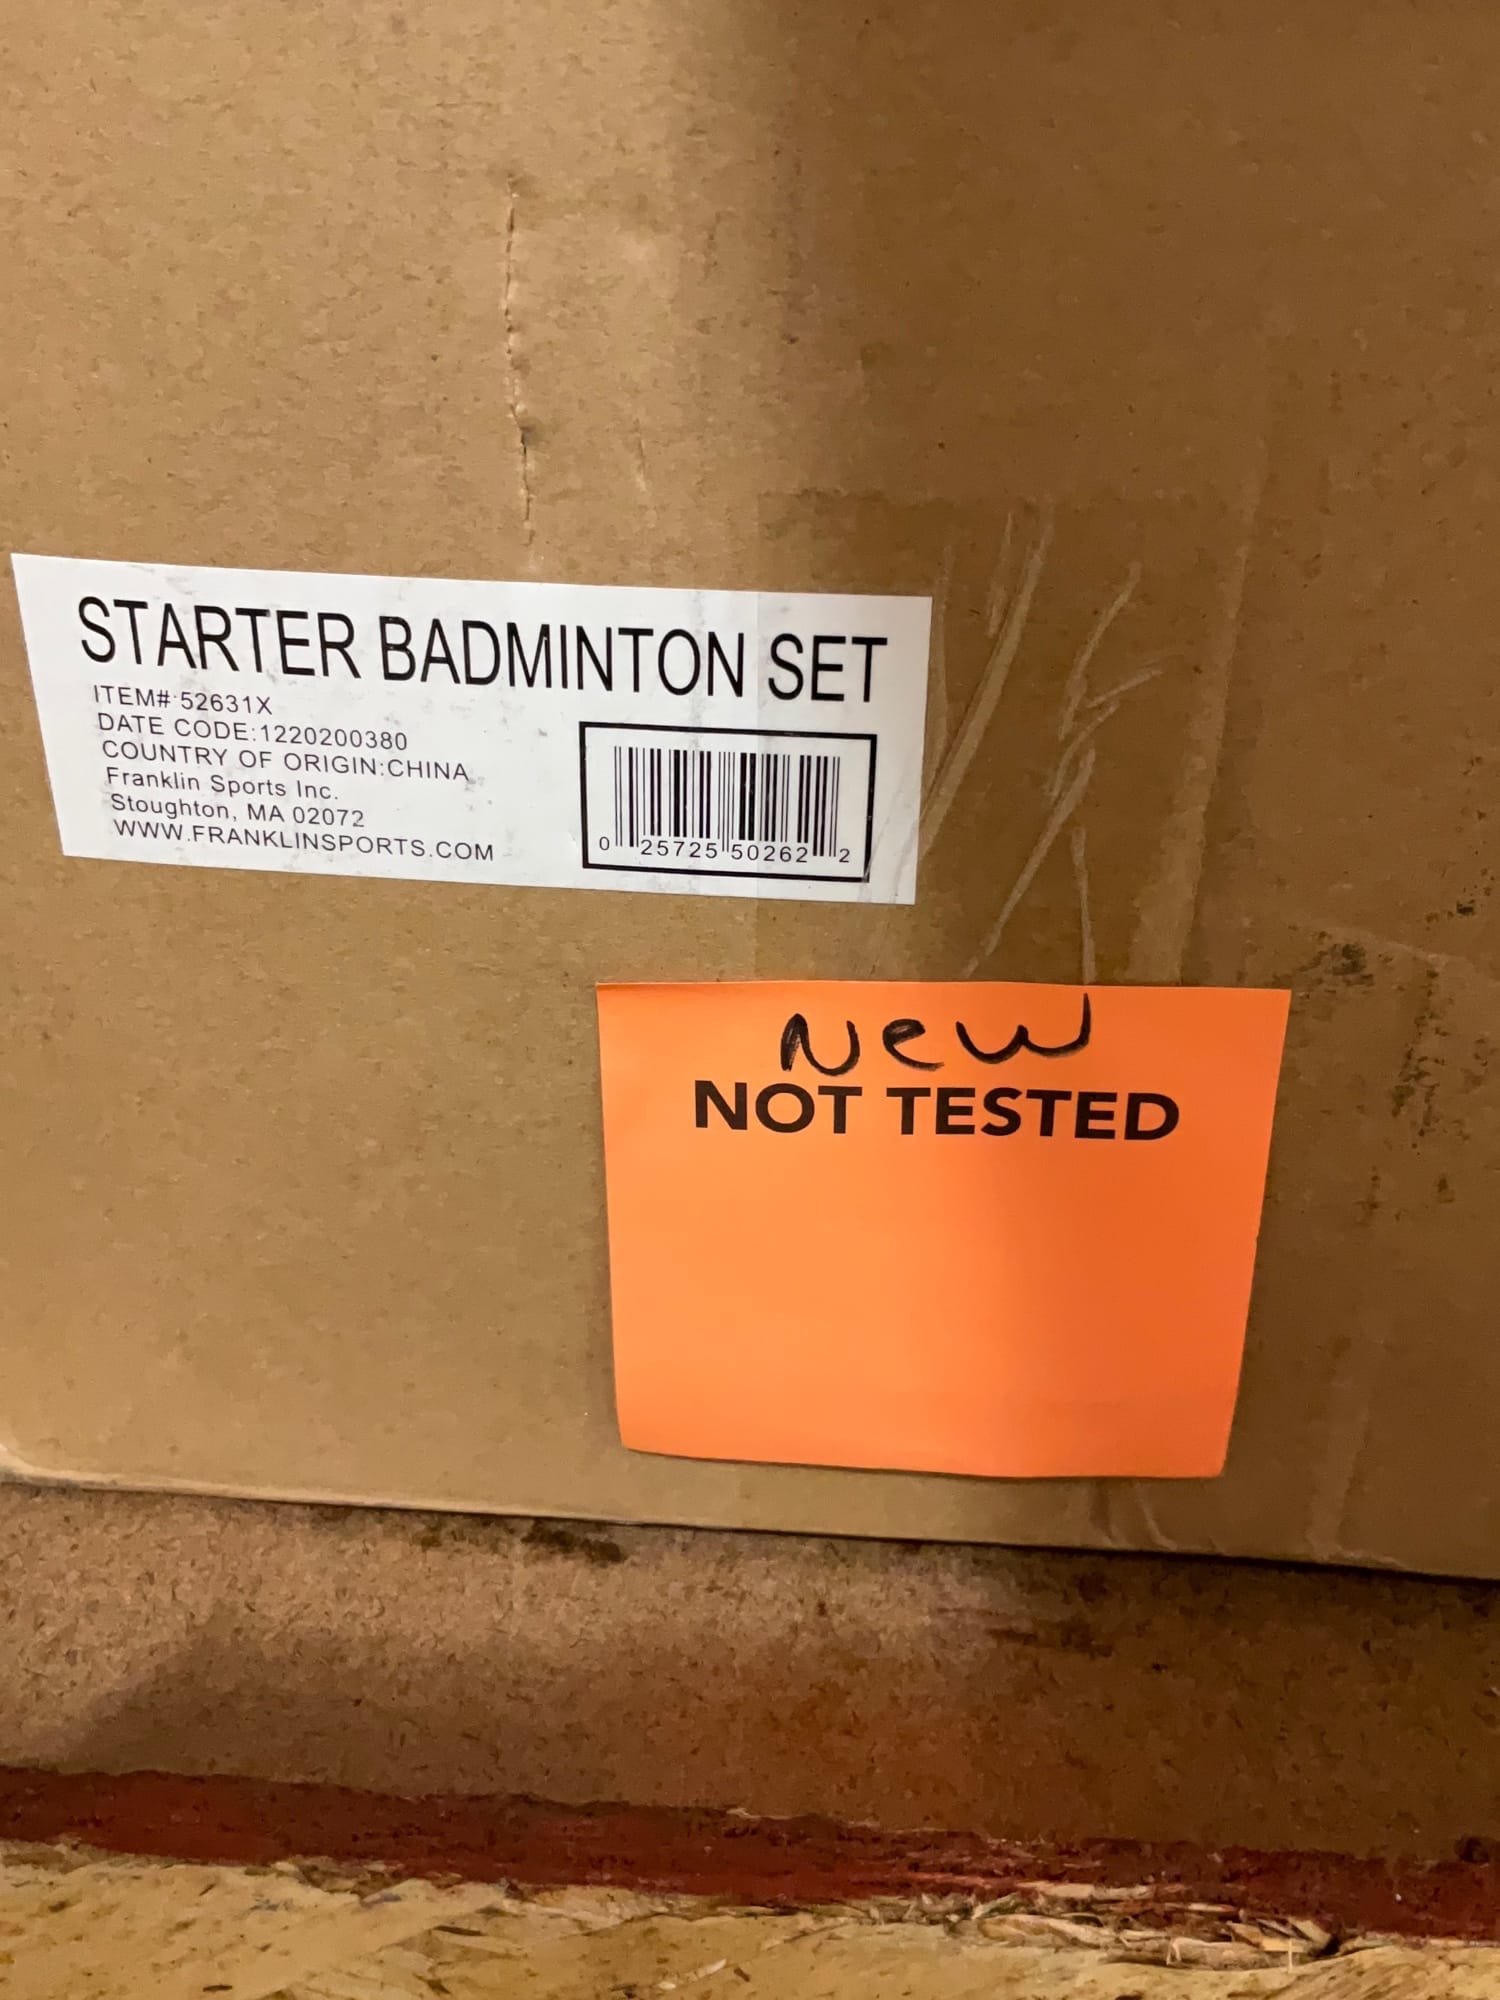 STARTER BADMINTON SET
ITEM# 52631X
DATE CODE:1220200380
COUNTRY OF ORIGIN:CHINA
Franklin Sports Inc.
Stoughton, MA 02072
WWW.FRANKLINSPORTS.COM
0 25725 50262 2
New
NOT TESTED